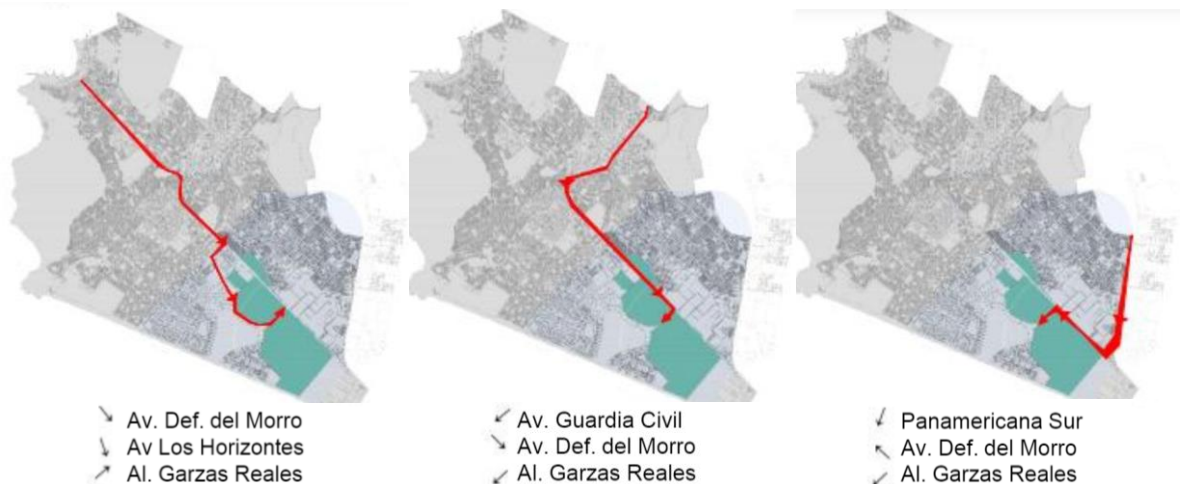 Av. Def. del Morro
Av Los Horizontes
Al. Garzas Reales
Av. Guardia Civil
Av. Def. del Morro
Al. Garzas Reales
Panamericana Sur
Av. Def. del Morro
Al. Garzas Reales